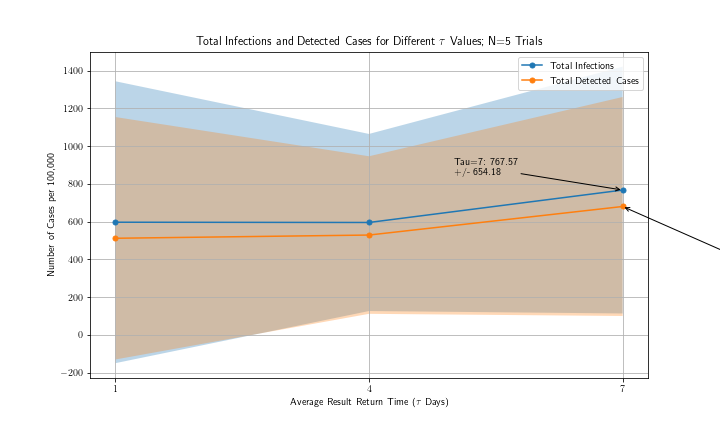 Total Infections and Detected Cases for Different τ Values; N=5 Trials
Total Infections
Total Detected Cases
Tau=7: 767.57
+/- 654.18
Number of Cases per 100,000
1400
1200
1000
800
600
400
200
0
−200
1
4
7
Average Result Return Time (τ Days)